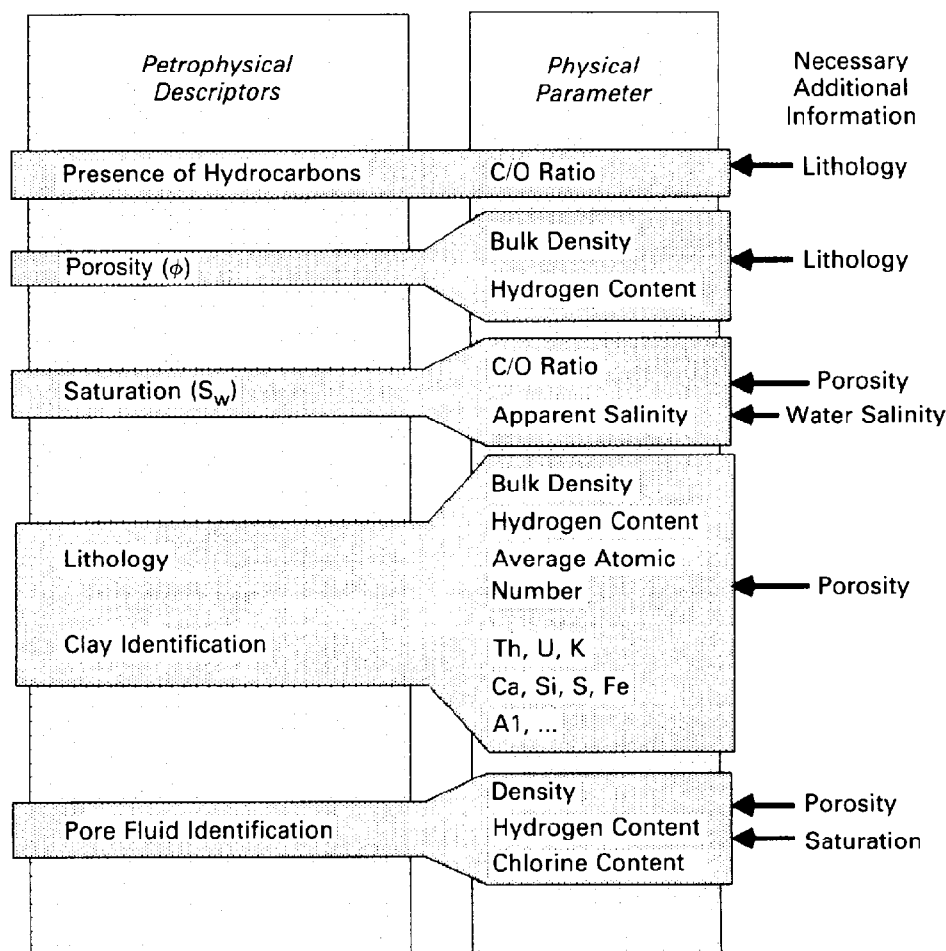 Petrophysical
Descriptors
Physical
Parameter
Necessary
Additional
Information
Presence of Hydrocarbons
C/O Ratio
Lithology
Porosity (ϕ)
Bulk Density
Hydrogen Content
Lithology
Saturation (S_w)
C/O Ratio
Apparent Salinity
Porosity
Water Salinity
Lithology
Clay Identification
Bulk Density
Hydrogen Content
Average Atomic
Number
Th, U, K
Ca, Si, S, Fe
A1, ...
Porosity
Pore Fluid Identification
Density
Hydrogen Content
Chlorine Content
Porosity
Saturation